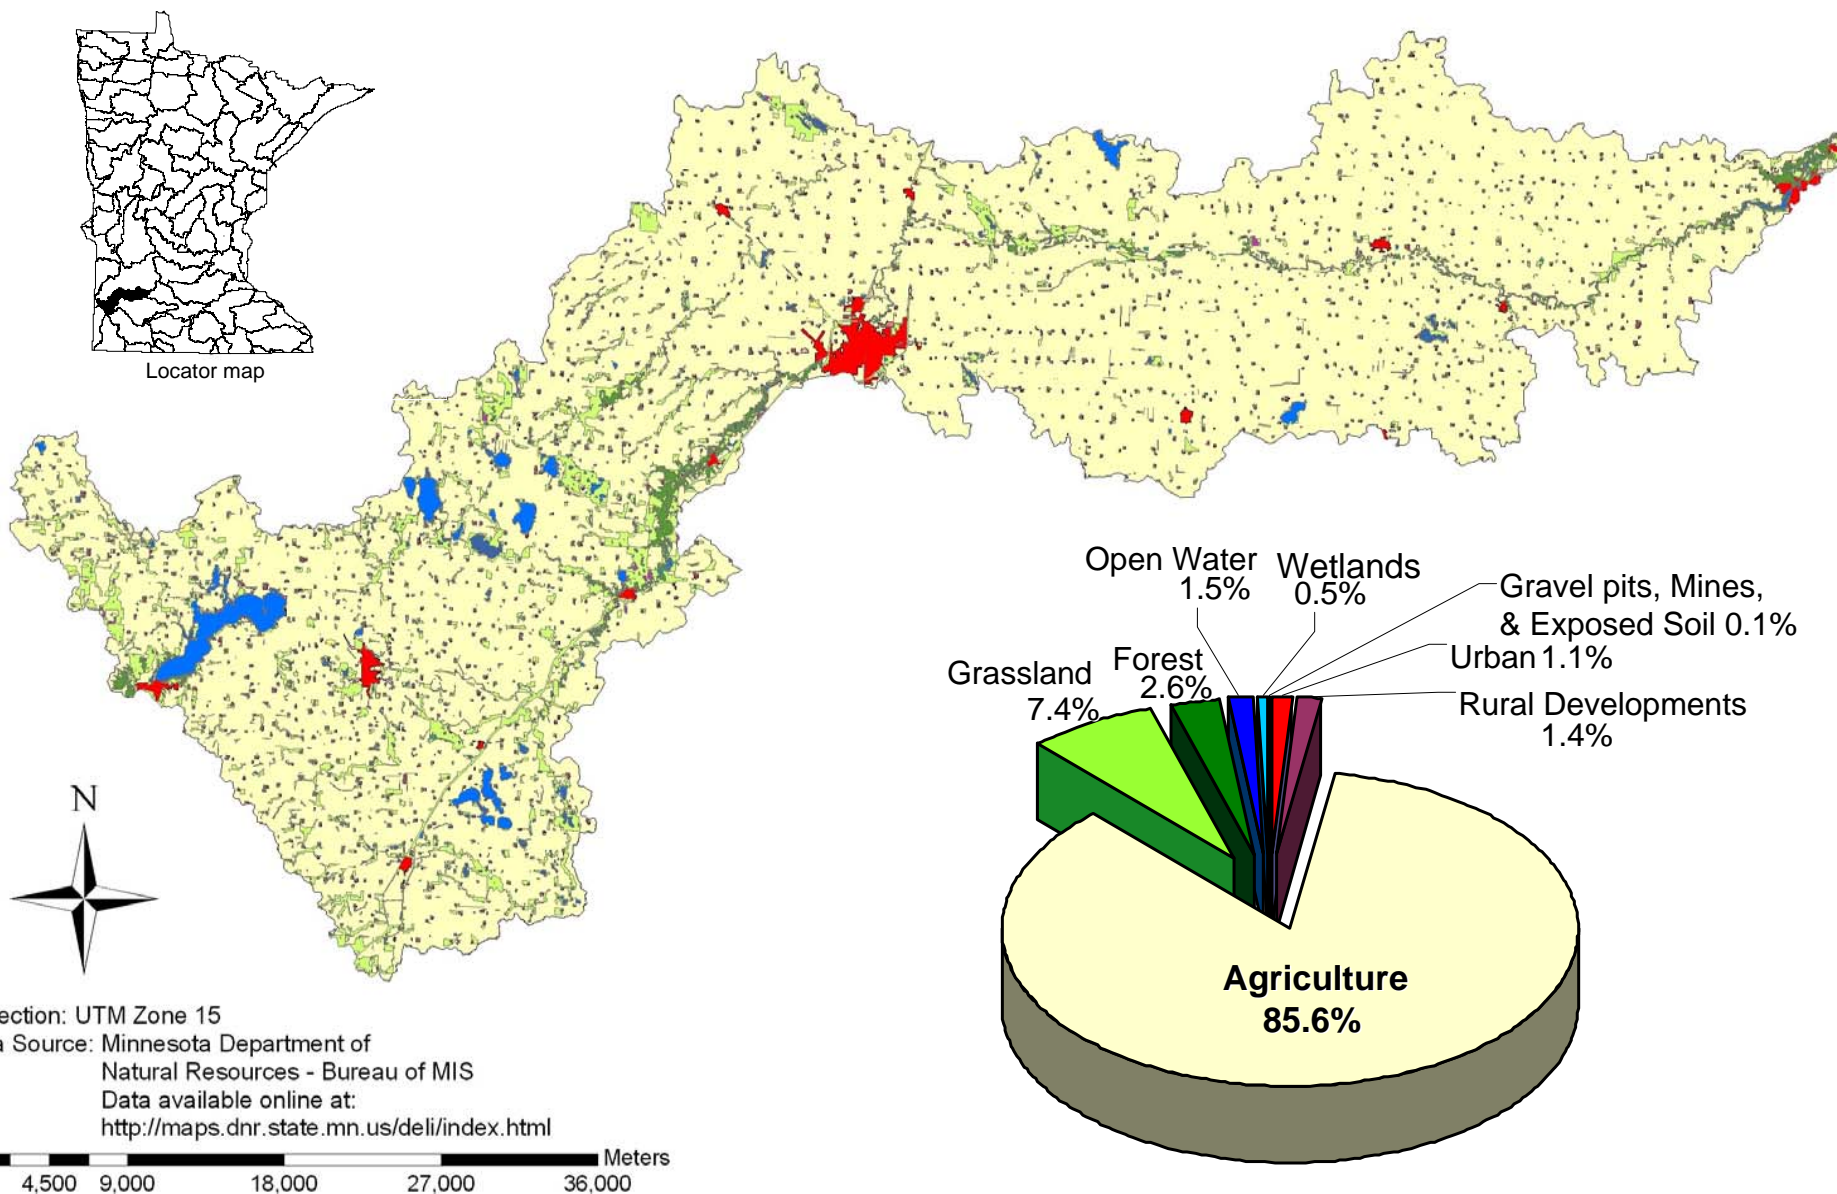 Locator map
Open Water
1.5%
Wetlands
0.5%
Gravel pits, Mines,
& Exposed Soil 0.1%
Urban 1.1%
Rural Developments
1.4%
Grassland
7.4%
Forest
2.6%
Agriculture
85.6%
N
ection: UTM Zone 15
a Source: Minnesota Department of
Natural Resources - Bureau of MIS
Data available online at:
http://maps.dnr.state.mn.us/deli/index.html
Meters
4,500 9,000 18,000 27,000 36,000